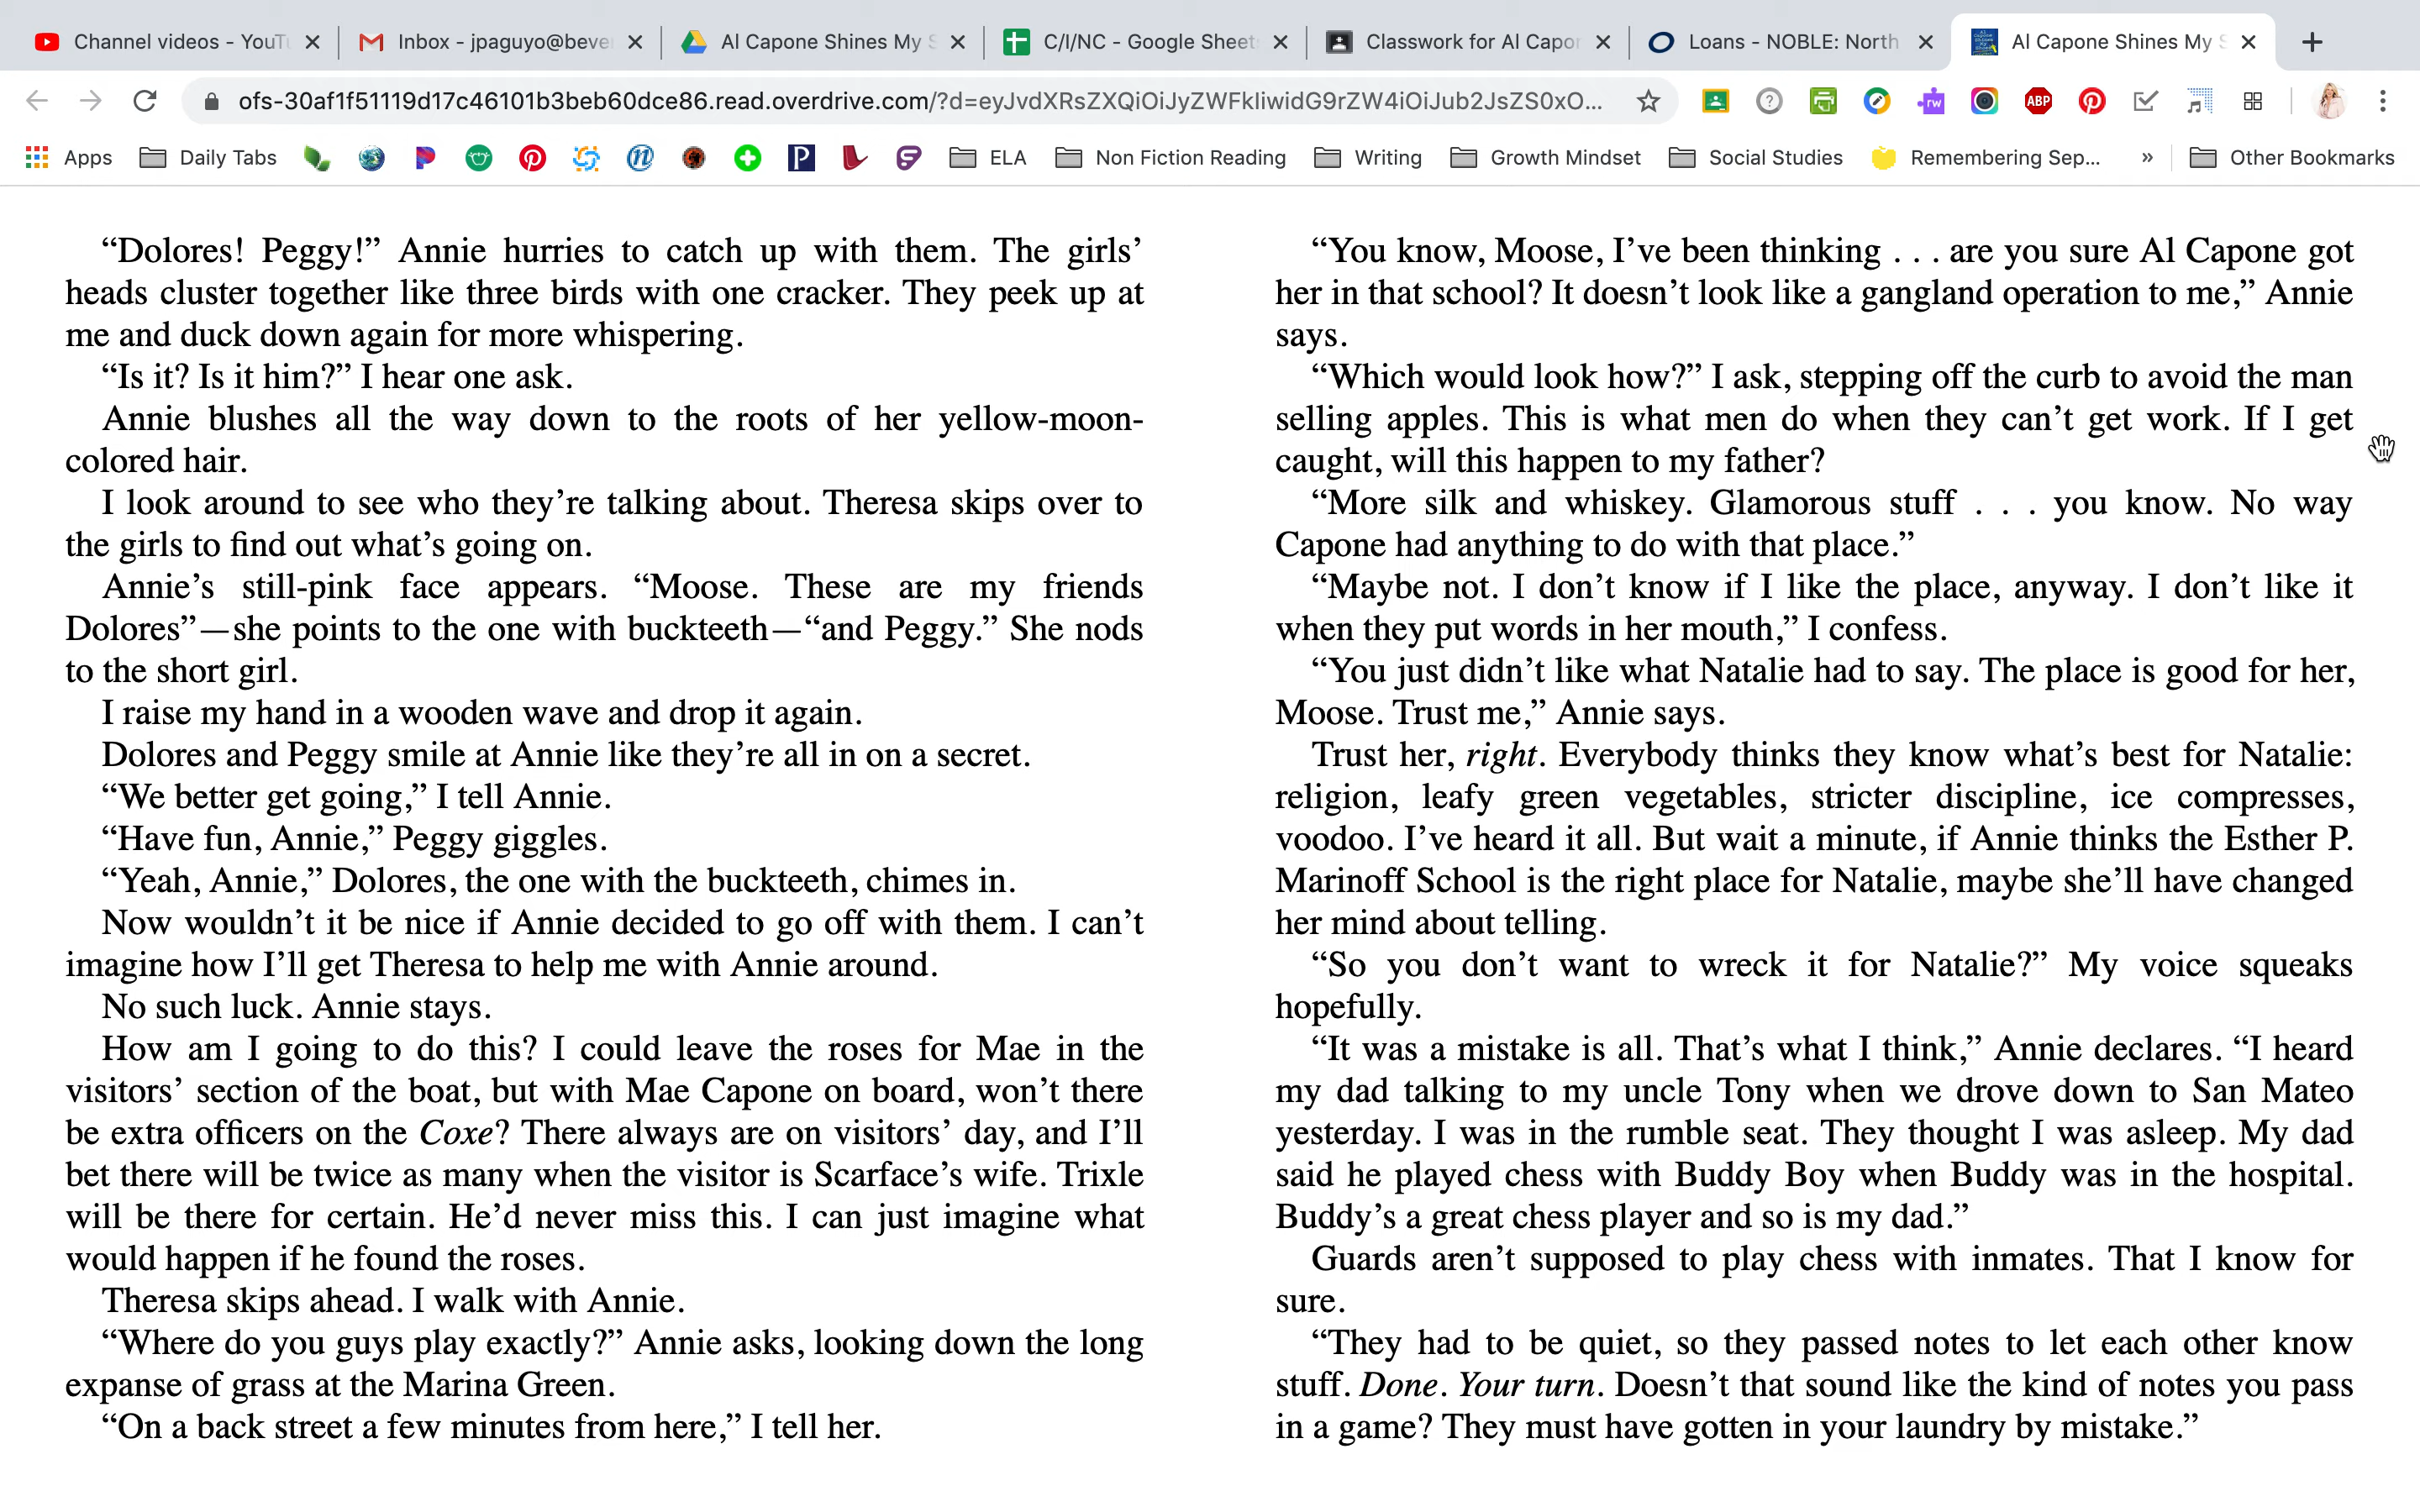 Channel videos - YouTu
Inbox - jpaguyo@beve
Al Capone Shines My S
C/I/NC - Google Sheet
Classwork for Al Capor
Loans - NOBLE: North
Al Capone Shines My S
ofs-30af1f51119d17c46101b3beb60dce86.read.overdrive.com/?d=eyJvdXRsZXQiOiJyZWFkIiwidG9rZW4iOiJub2JsZS0xO...
rw
ABP
Apps
Daily Tabs
ELA
Non Fiction Reading
Writing
Growth Mindset
Social Studies
Remembering Sep...
»
Other Bookmarks
“Dolores! Peggy!” Annie hurries to catch up with them. The girls’
heads cluster together like three birds with one cracker. They peek up at
me and duck down again for more whispering.
“Is it? Is it him?” I hear one ask.
Annie blushes all the way down to the roots of her yellow-moon-
colored hair.
I look around to see who they’re talking about. Theresa skips over to
the girls to find out what’s going on.
Annie’s still-pink face appears. “Moose. These are my friends
Dolores”—she points to the one with buckteeth—“and Peggy.” She nods
to the short girl.
I raise my hand in a wooden wave and drop it again.
Dolores and Peggy smile at Annie like they’re all in on a secret.
“We better get going,” I tell Annie.
“Have fun, Annie,” Peggy giggles.
“Yeah, Annie,” Dolores, the one with the buckteeth, chimes in.
Now wouldn’t it be nice if Annie decided to go off with them. I can’t
imagine how I’ll get Theresa to help me with Annie around.
No such luck. Annie stays.
How am I going to do this? I could leave the roses for Mae in the
visitors’ section of the boat, but with Mae Capone on board, won’t there
be extra officers on the Coxe? There always are on visitors’ day, and I’ll
bet there will be twice as many when the visitor is Scarface’s wife. Trixle
will be there for certain. He’d never miss this. I can just imagine what
would happen if he found the roses.
Theresa skips ahead. I walk with Annie.
“Where do you guys play exactly?” Annie asks, looking down the long
expanse of grass at the Marina Green.
“On a back street a few minutes from here,” I tell her.
“You know, Moose, I’ve been thinking . . . are you sure Al Capone got
her in that school? It doesn’t look like a gangland operation to me,” Annie
says.
“Which would look how?” I ask, stepping off the curb to avoid the man
selling apples. This is what men do when they can’t get work. If I get
caught, will this happen to my father?
“More silk and whiskey. Glamorous stuff . . . you know. No way
Capone had anything to do with that place.”
“Maybe not. I don’t know if I like the place, anyway. I don’t like it
when they put words in her mouth,” I confess.
“You just didn’t like what Natalie had to say. The place is good for her,
Moose. Trust me,” Annie says.
Trust her, right. Everybody thinks they know what’s best for Natalie:
religion, leafy green vegetables, stricter discipline, ice compresses,
voodoo. I’ve heard it all. But wait a minute, if Annie thinks the Esther P.
Marinoff School is the right place for Natalie, maybe she’ll have changed
her mind about telling.
“So you don’t want to wreck it for Natalie?” My voice squeaks
hopefully.
“It was a mistake is all. That’s what I think,” Annie declares. “I heard
my dad talking to my uncle Tony when we drove down to San Mateo
yesterday. I was in the rumble seat. They thought I was asleep. My dad
said he played chess with Buddy Boy when Buddy was in the hospital.
Buddy’s a great chess player and so is my dad.”
Guards aren’t supposed to play chess with inmates. That I know for
sure.
“They had to be quiet, so they passed notes to let each other know
stuff. Done. Your turn. Doesn’t that sound like the kind of notes you pass
in a game? They must have gotten in your laundry by mistake.”